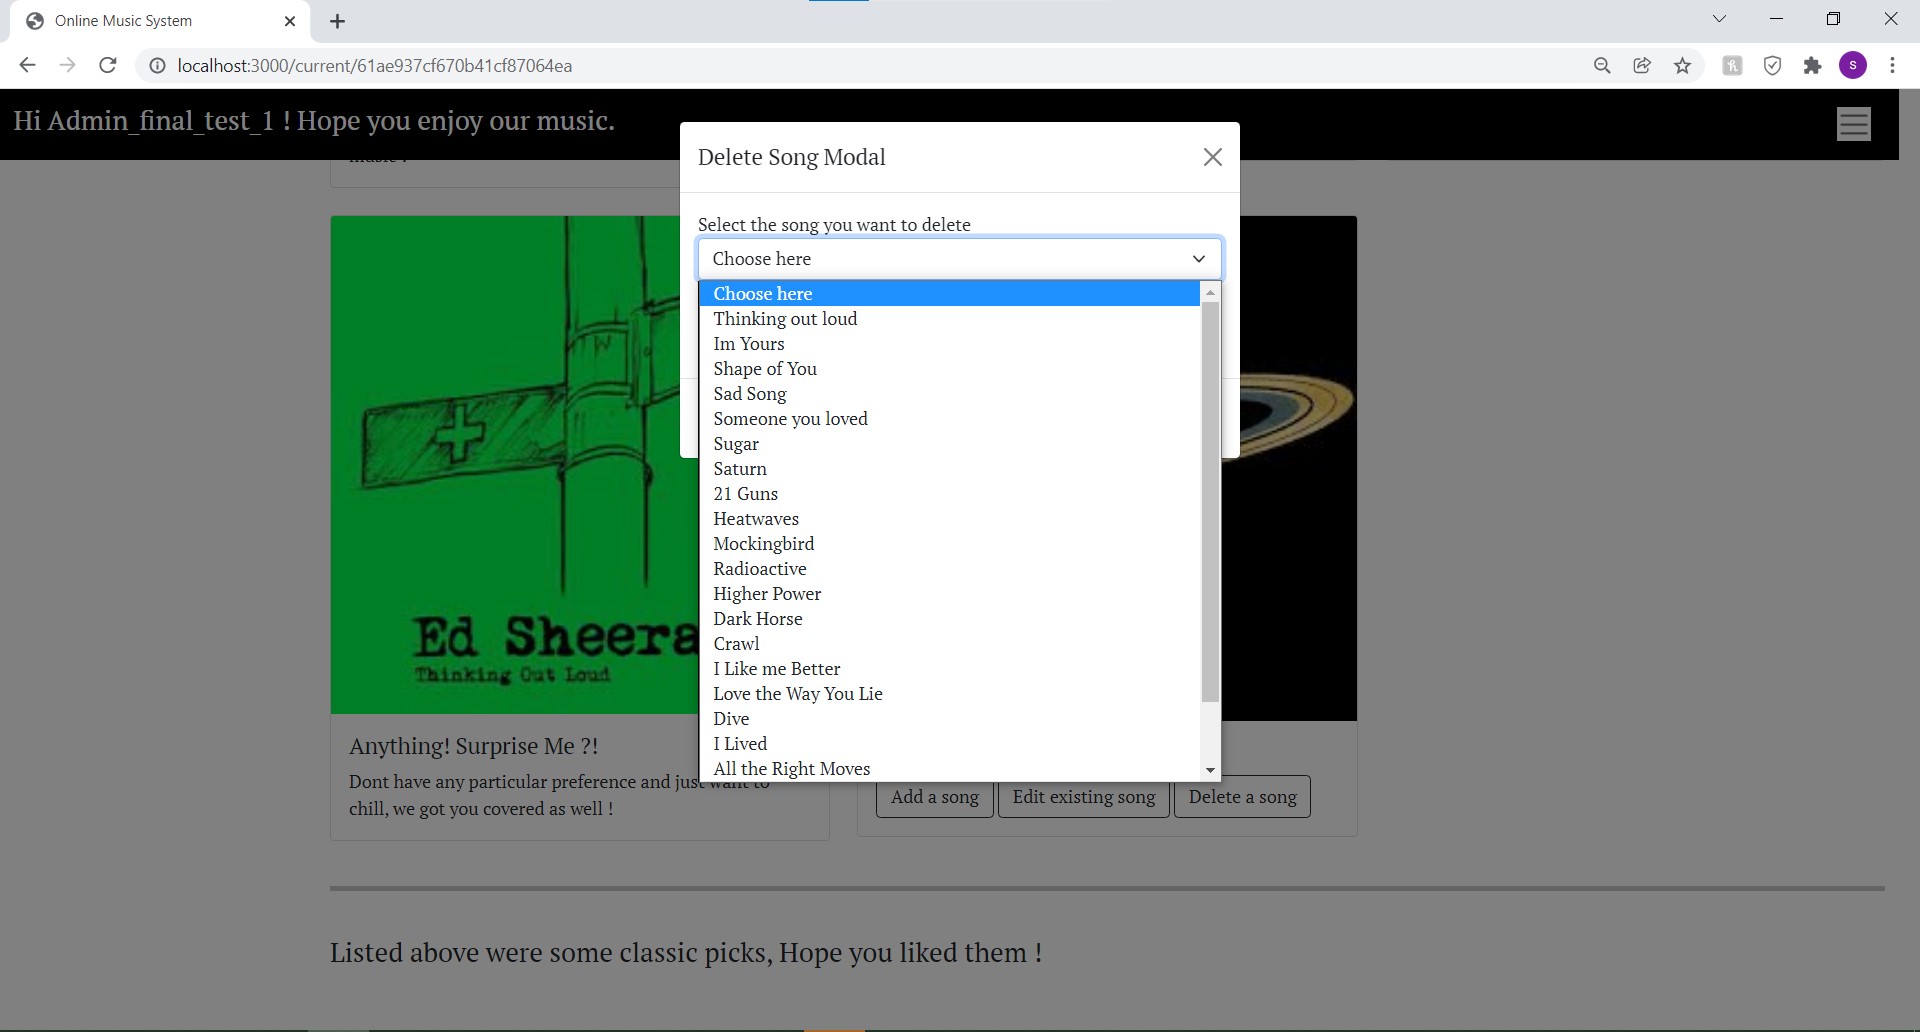 Online Music System
localhost:3000/current/61ae937cf670b41cf87064ea
S
Hi Admin_final_test_1 ! Hope you enjoy our music.
Delete Song Modal
Select the song you want to delete
Choose here
Choose here
Thinking out loud
Im Yours
Shape of You
Sad Song
Someone you loved
Sugar
Saturn
21 Guns
Heatwaves
Mockingbird
Radioactive
Higher Power
Dark Horse
Crawl
I Like me Better
Love the Way You Lie
Dive
I Lived
All the Right Moves
Ed Sheera
Thinking Out Loud
Anything! Surprise Me ?!
Dont have any particular preference and just want to
chill, we got you covered as well !
Add a song
Edit existing song
Delete a song
Listed above were some classic picks, Hope you liked them !